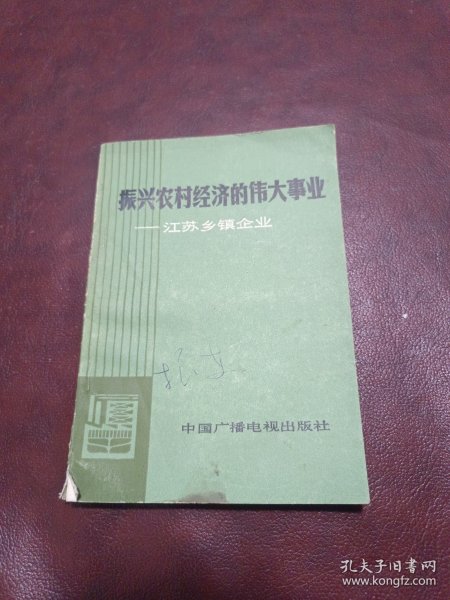 振兴农村经济的伟大事业
——江苏乡镇企业
中国广播电视出版社
孔夫子旧书网
www.kongfz.com